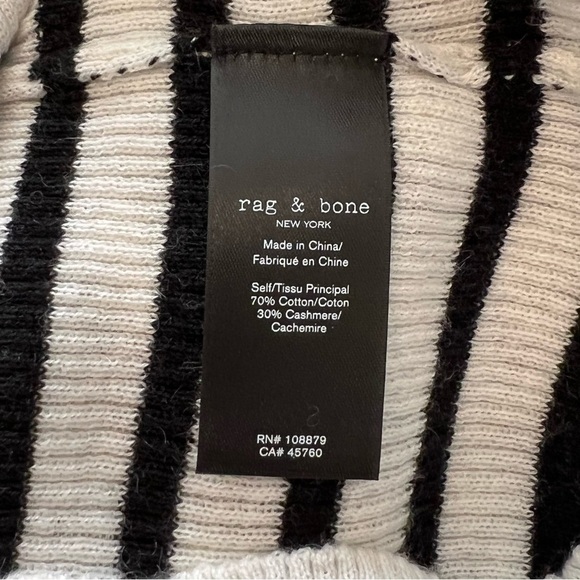 rag & bone
NEW YORK
Made in China/
Fabriqué en Chine
Self/Tissu Principal
70% Cotton/Coton
30% Cashmere/
Cachemire
RN# 108879
CA# 45760